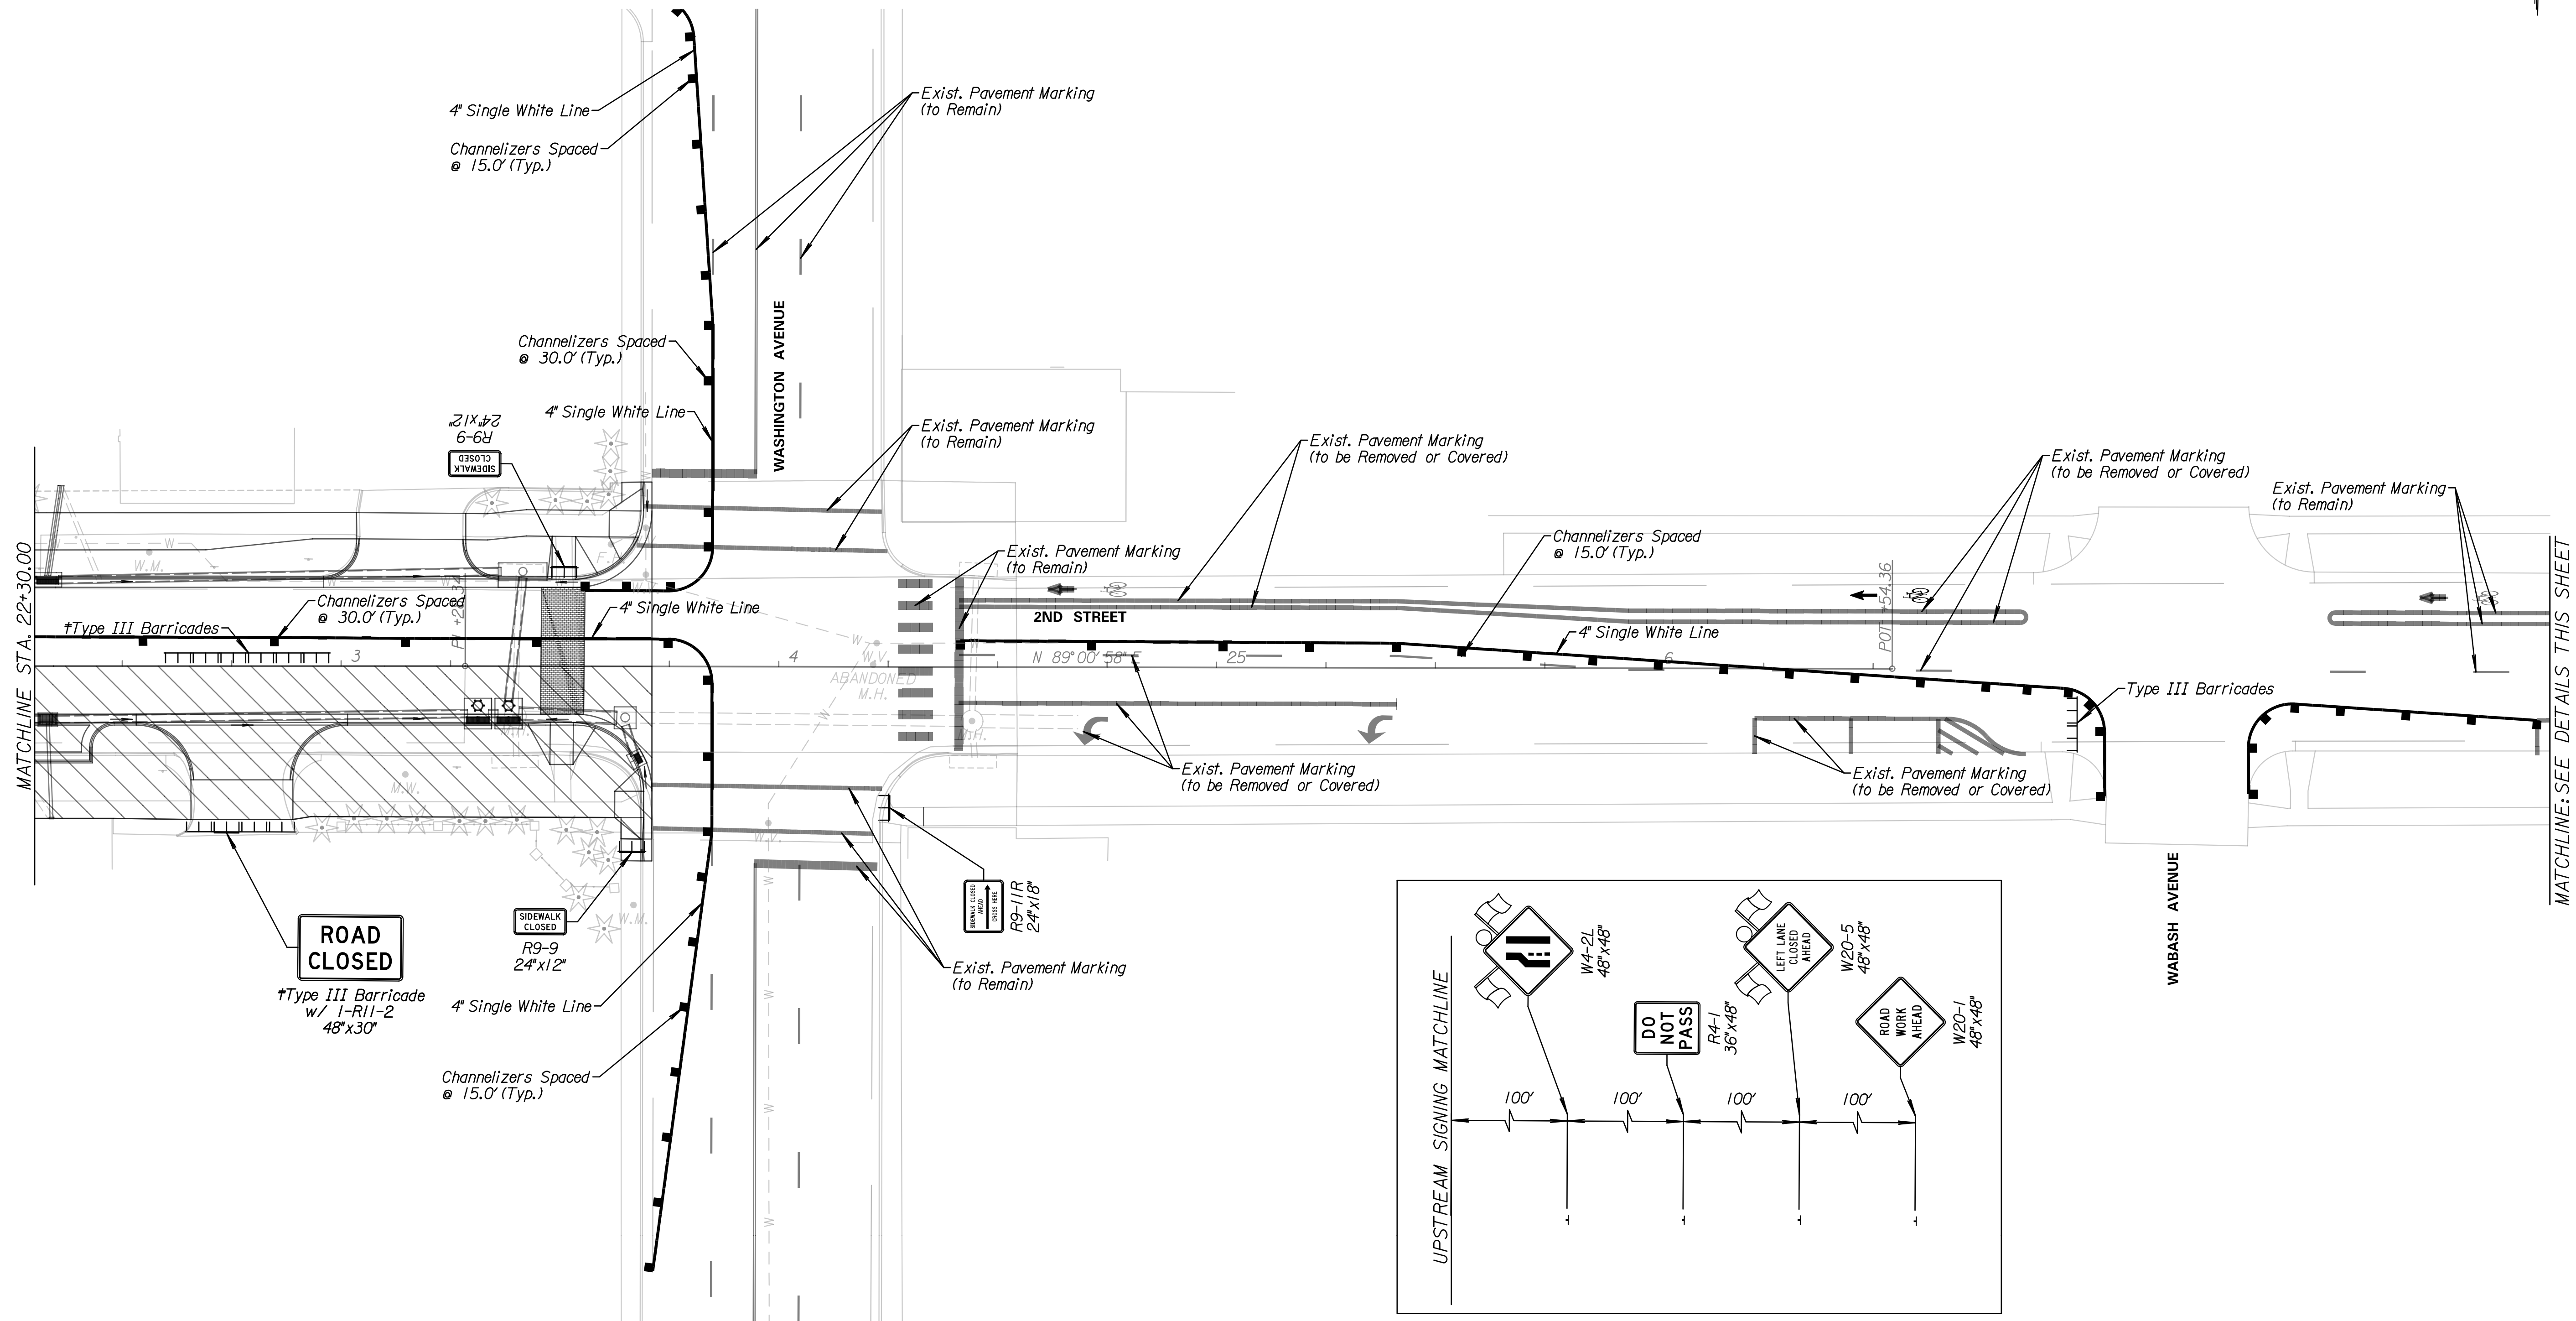 4" Single White Line
Channelizers Spaced
@ 15.0' (Typ.)
Exist. Pavement Marking
(to Remain)
WASHINGTON AVENUE
Channelizers Spaced
@ 30.0' (Typ.)
4" Single White Line
R9-9
24"x12"
SIDEWALK
CLOSED
Exist. Pavement Marking
(to Remain)
Exist. Pavement Marking
(to be Removed or Covered)
Exist. Pavement Marking
(to be Removed or Covered)
Exist. Pavement Marking
(to Remain)
MATCHLINE STA. 22+30.00
W
W.M.
F.H.
Exist. Pavement Marking
(to Remain)
Channelizers Spaced
@ 15.0' (Typ.)
POT +54.36
Channelizers Spaced
@ 30.0' (Typ.)
4" Single White Line
2ND STREET
4" Single White Line
†Type III Barricades
3
4
W.V.
ABANDONED
M.H.
N 89°00'58" E
25
6
Type III Barricades
M.H.
M.W.
W.V.
W.M.
Exist. Pavement Marking
(to be Removed or Covered)
Exist. Pavement Marking
(to be Removed or Covered)
MATCHLINE: SEE DETAILS THIS SHEET
WABASH AVENUE
ROAD
CLOSED
†Type III Barricade
w/ 1-R11-2
48"x30"
SIDEWALK
CLOSED
R9-9
24"x12"
SIDEWALK CLOSED
AHEAD
CROSS HERE
R9-11R
24"x18"
Exist. Pavement Marking
(to Remain)
4" Single White Line
Channelizers Spaced
@ 15.0' (Typ.)
UPSTREAM SIGNING MATCHLINE
W4-2L
48"x48"
DO
NOT
PASS
R4-1
36"x48"
LEFT LANE
CLOSED
AHEAD
W20-5
48"x48"
ROAD
WORK
AHEAD
W20-1
48"x48"
100'
100'
100'
100'